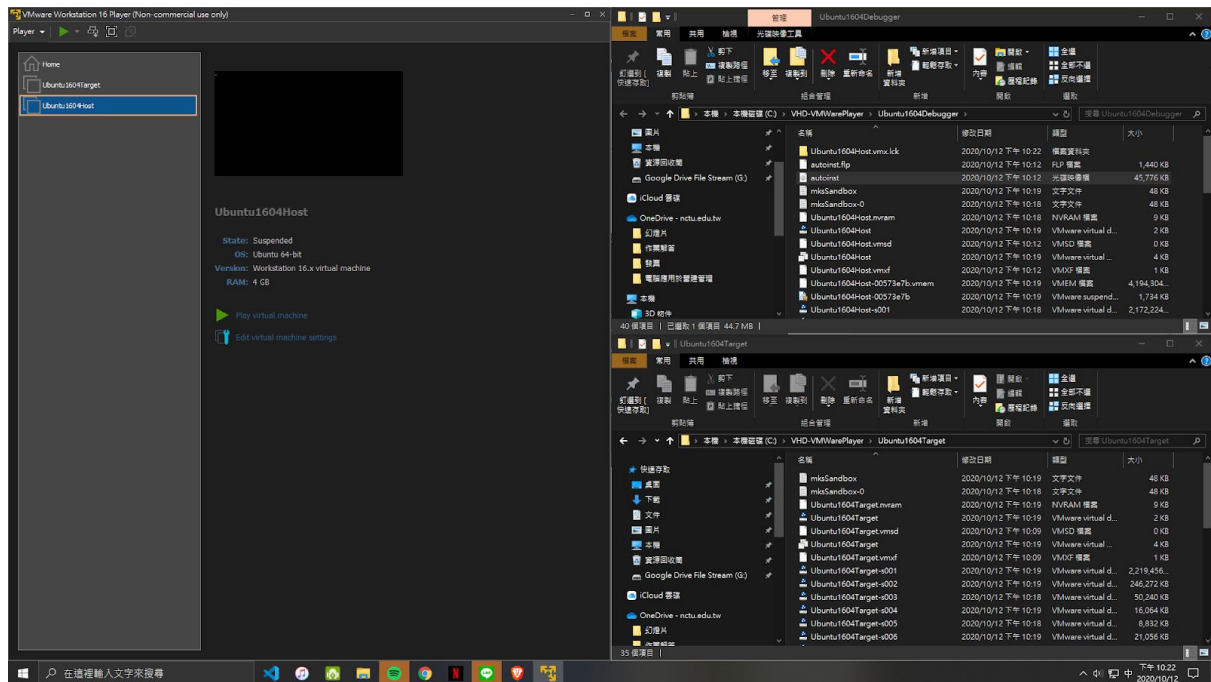 VMware Workstation 16 Player (Non-commercial use only)
Player
Home
Ubuntu1604Target
Ubuntu1604Host
Ubuntu1604Host
State: Suspended
OS: Ubuntu 64-bit
Version: Workstation 16.x virtual machine
RAM: 4 GB
Play virtual machine
Edit virtual machine settings
管理
Ubuntu1604Debugger
檔案 常用 共用 檢視 光碟映像工具
釘選到 [快速存取] 複製 貼上 剪下 複製路徑 貼上捷徑 移至 複製到 刪除 重新命名 新增資料夾 新增項目 輕鬆存取 內容 開啟 編輯 歷程記錄 全選 全部不選 反向選擇
剪貼簿 組合管理 新增 開啟 選取
本機 › 本機磁碟 (C:) › VHD-VMWarePlayer › Ubuntu1604Debugger
搜尋 Ubuntu1604Debugger
圖片
本機
資源回收筒
Google Drive File Stream (G:)
iCloud 雲碟
OneDrive - nctu.edu.tw
幻燈片
作業解答
發票
電腦應用於營建管理
本機
3D 物件
名稱 修改日期 類型 大小
Ubuntu1604Host.vmx.lck 2020/10/12 下午 10:22 檔案資料夾
autoinst.flp 2020/10/12 下午 10:12 FLP 檔案 1,440 KB
autoinst 2020/10/12 下午 10:12 光碟映像檔 45,776 KB
mksSandbox 2020/10/12 下午 10:19 文字文件 48 KB
mksSandbox-0 2020/10/12 下午 10:18 文字文件 48 KB
Ubuntu1604Host.nvram 2020/10/12 下午 10:19 NVRAM 檔案 9 KB
Ubuntu1604Host 2020/10/12 下午 10:19 VMware virtual d... 2 KB
Ubuntu1604Host.vmsd 2020/10/12 下午 10:12 VMSD 檔案 0 KB
Ubuntu1604Host 2020/10/12 下午 10:19 VMware virtual ... 4 KB
Ubuntu1604Host.vmxf 2020/10/12 下午 10:12 VMXF 檔案 1 KB
Ubuntu1604Host-00573e7b.vmem 2020/10/12 下午 10:19 VMEM 檔案 4,194,304...
Ubuntu1604Host-00573e7b 2020/10/12 下午 10:19 VMware suspend... 1,734 KB
Ubuntu1604Host-s001 2020/10/12 下午 10:18 VMware virtual d... 2,172,224...
40 個項目 已選取 1 個項目 44.7 MB
Ubuntu1604Target
檔案 常用 共用 檢視
釘選到 [快速存取] 複製 貼上 剪下 複製路徑 貼上捷徑 移至 複製到 刪除 重新命名 新增資料夾 新增項目 輕鬆存取 內容 開啟 編輯 歷程記錄 全選 全部不選 反向選擇
剪貼簿 組合管理 新增 開啟 選取
本機 › 本機磁碟 (C:) › VHD-VMWarePlayer › Ubuntu1604Target
搜尋 Ubuntu1604Target
快速存取
桌面
下載
文件
圖片
本機
資源回收筒
Google Drive File Stream (G:)
iCloud 雲碟
OneDrive - nctu.edu.tw
幻燈片
名稱 修改日期 類型 大小
mksSandbox 2020/10/12 下午 10:19 文字文件 48 KB
mksSandbox-0 2020/10/12 下午 10:18 文字文件 48 KB
Ubuntu1604Target.nvram 2020/10/12 下午 10:19 NVRAM 檔案 9 KB
Ubuntu1604Target 2020/10/12 下午 10:18 VMware virtual d... 2 KB
Ubuntu1604Target.vmsd 2020/10/12 下午 10:09 VMSD 檔案 0 KB
Ubuntu1604Target 2020/10/12 下午 10:19 VMware virtual ... 4 KB
Ubuntu1604Target.vmxf 2020/10/12 下午 10:09 VMXF 檔案 1 KB
Ubuntu1604Target-s001 2020/10/12 下午 10:19 VMware virtual d... 2,219,456...
Ubuntu1604Target-s002 2020/10/12 下午 10:19 VMware virtual d... 246,272 KB
Ubuntu1604Target-s003 2020/10/12 下午 10:18 VMware virtual d... 50,240 KB
Ubuntu1604Target-s004 2020/10/12 下午 10:19 VMware virtual d... 16,064 KB
Ubuntu1604Target-s005 2020/10/12 下午 10:18 VMware virtual d... 8,832 KB
Ubuntu1604Target-s006 2020/10/12 下午 10:19 VMware virtual d... 21,056 KB
35 個項目
在這裡輸入文字來搜尋
中
下午 10:22
2020/10/12